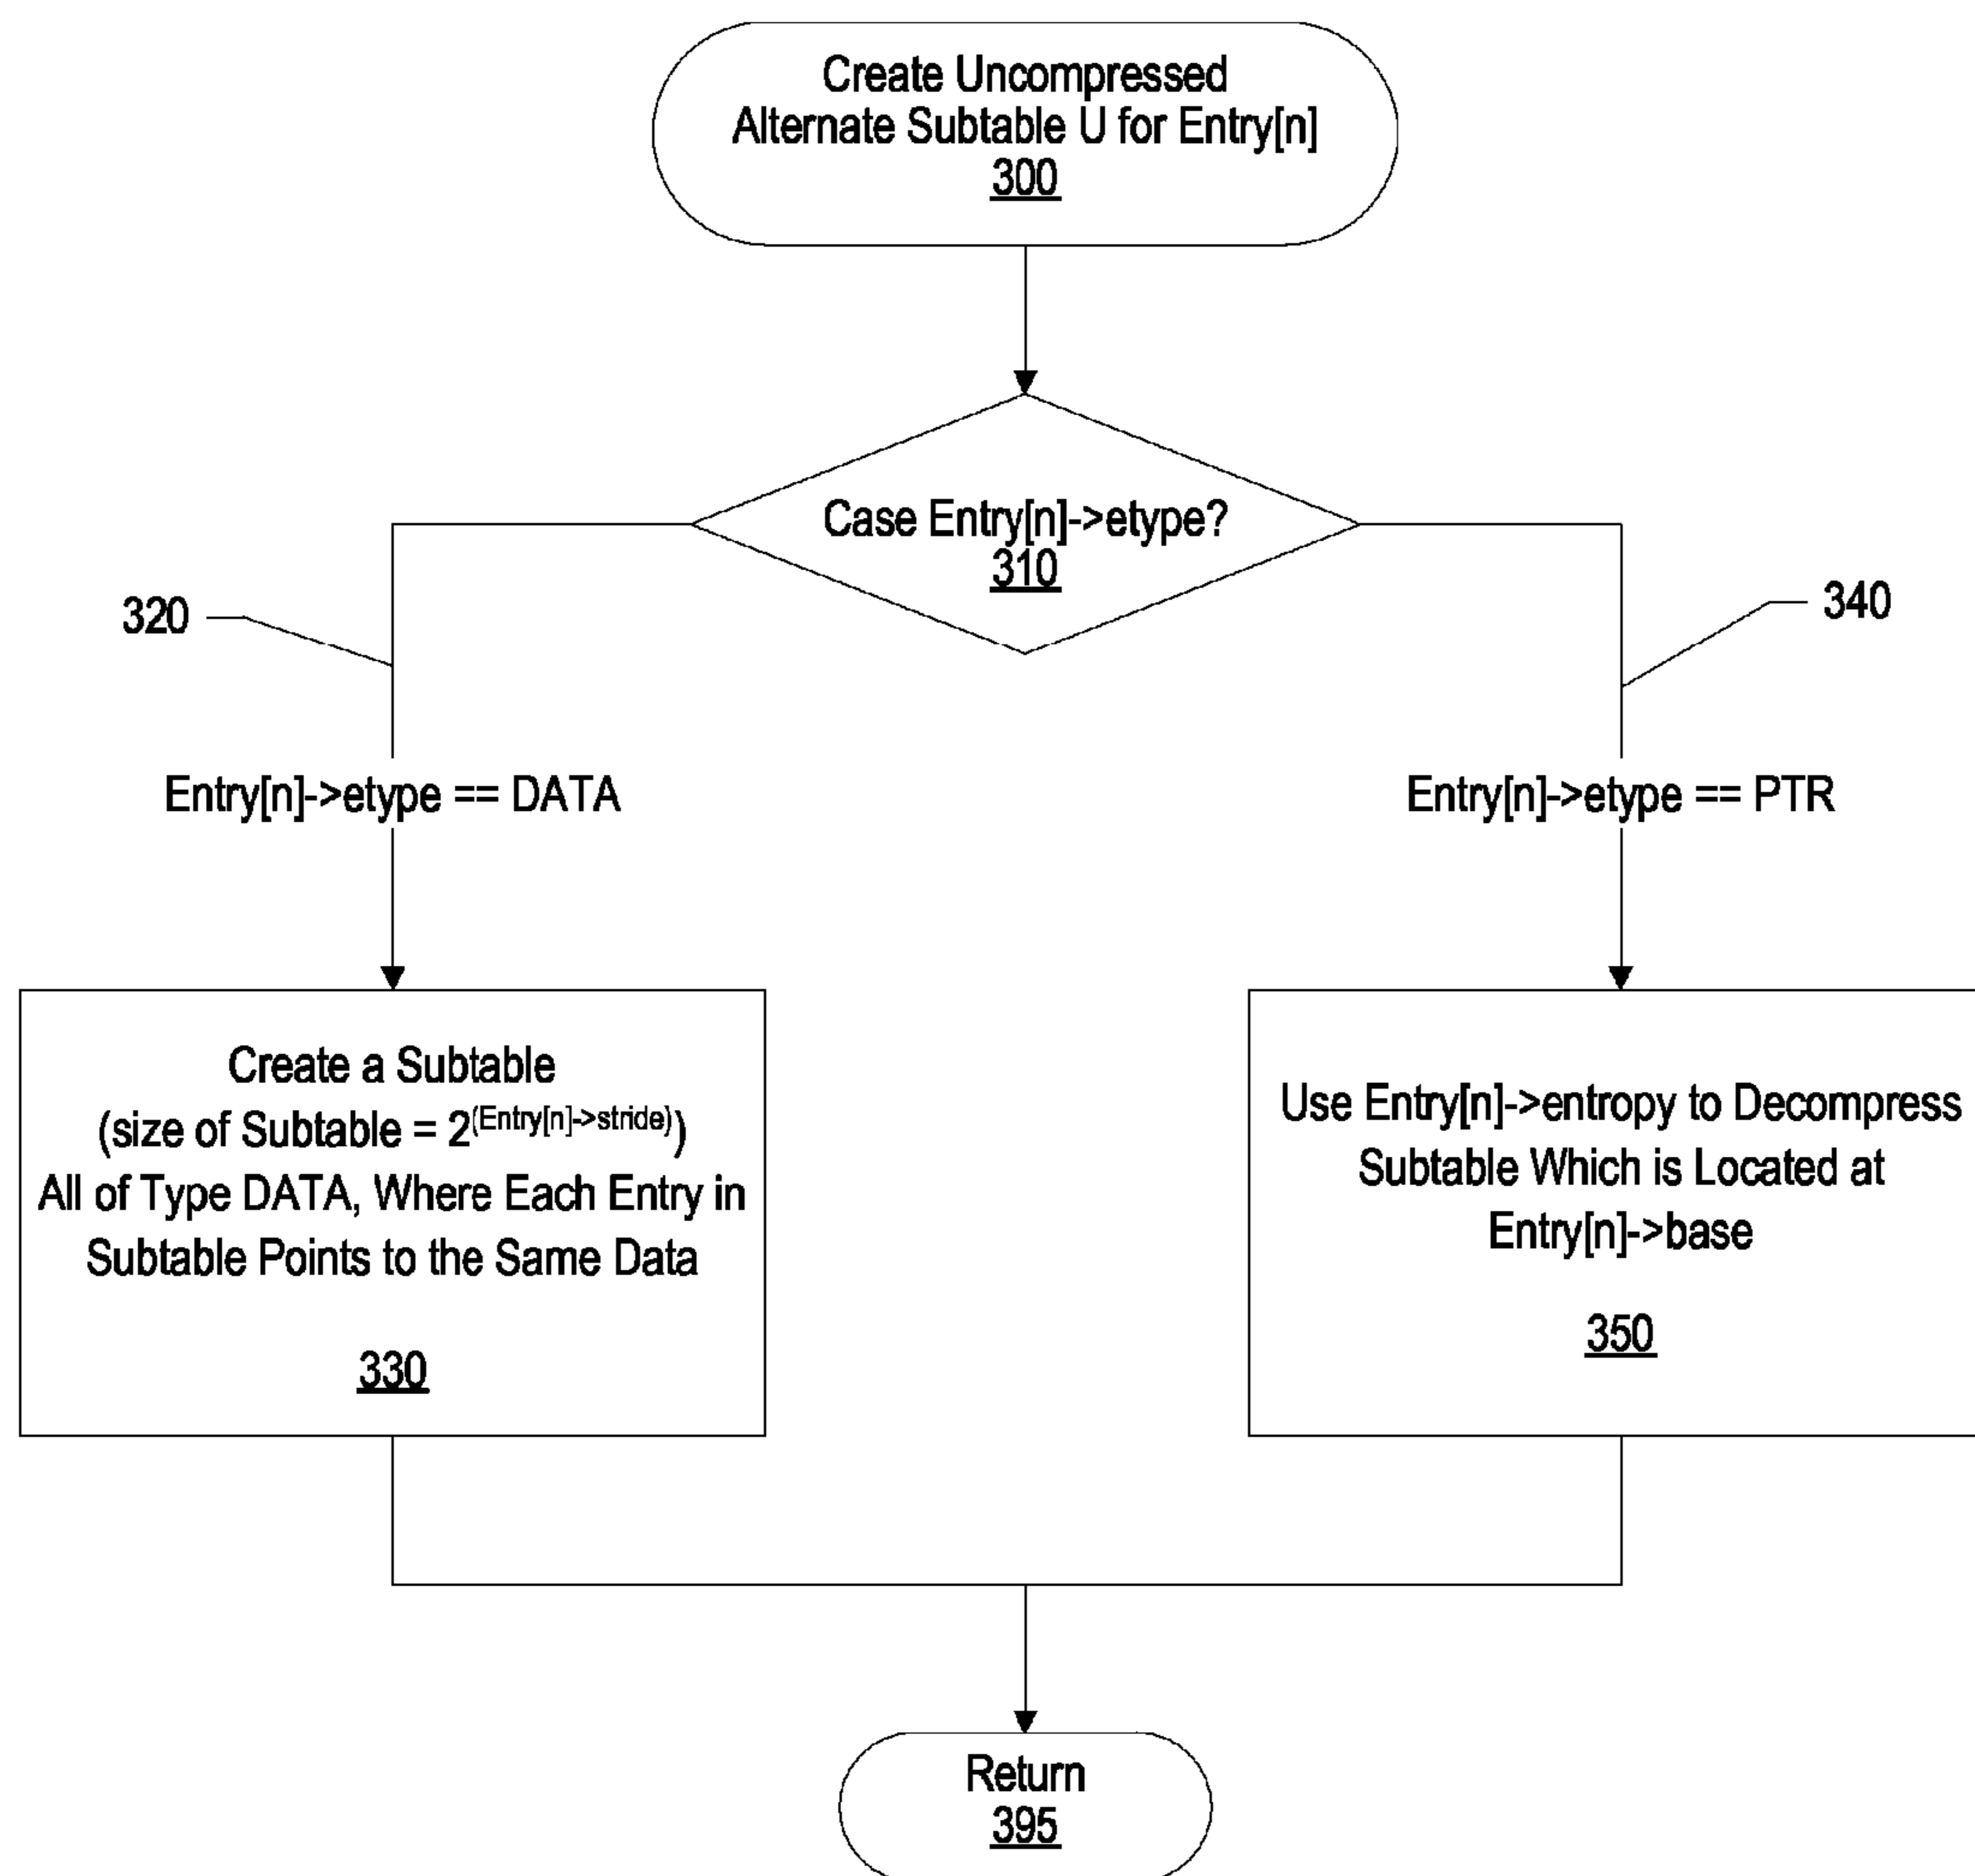 Create Uncompressed
Alternate Subtable U for Entry[n]
300
Case Entry[n]->etype?
310
320
340
Entry[n]->etype == DATA
Entry[n]->etype == PTR
Create a Subtable
(size of Subtable = 2^(Entry[n]->stride))
All of Type DATA, Where Each Entry in
Subtable Points to the Same Data
330
Use Entry[n]->entropy to Decompress
Subtable Which is Located at
Entry[n]->base
350
Return
395